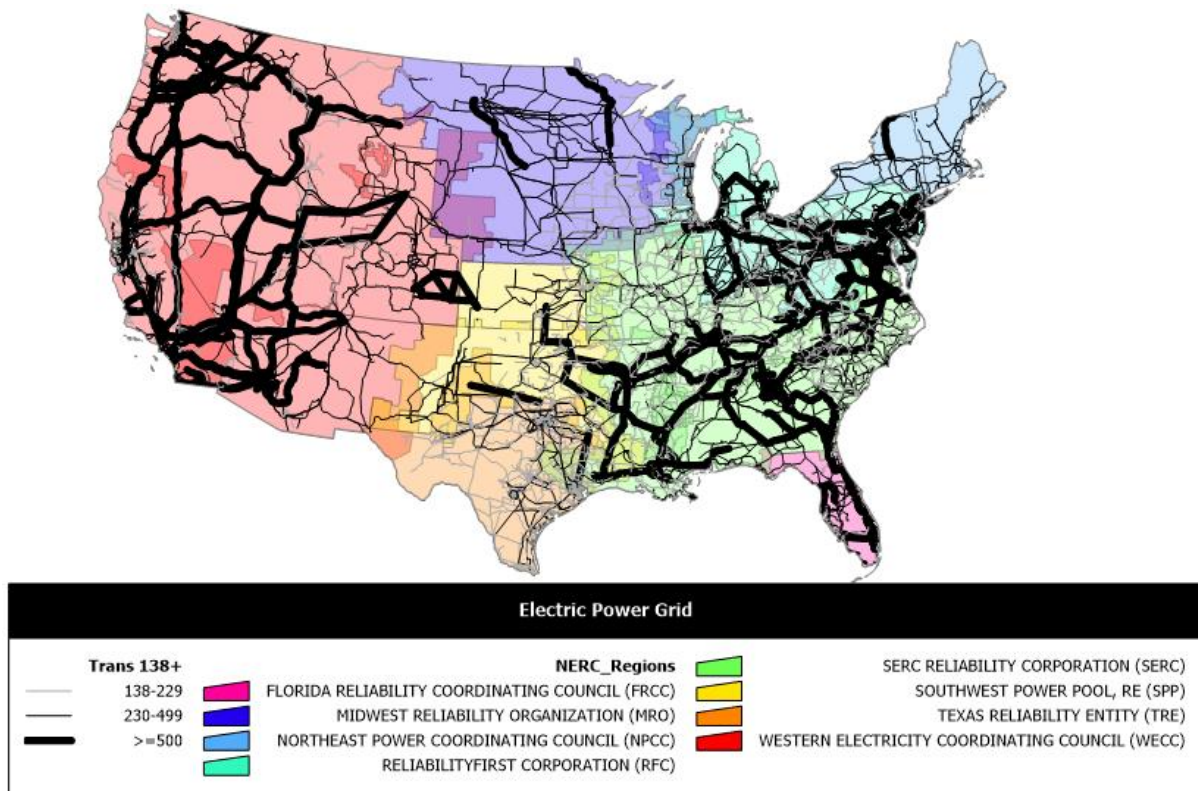 Electric Power Grid
Trans 138+
138-229
230-499
>=500
NERC_Regions
FLORIDA RELIABILITY COORDINATING COUNCIL (FRCC)
MIDWEST RELIABILITY ORGANIZATION (MRO)
NORTHEAST POWER COORDINATING COUNCIL (NPCC)
RELIABILITYFIRST CORPORATION (RFC)
SERC RELIABILITY CORPORATION (SERC)
SOUTHWEST POWER POOL, RE (SPP)
TEXAS RELIABILITY ENTITY (TRE)
WESTERN ELECTRICITY COORDINATING COUNCIL (WECC)